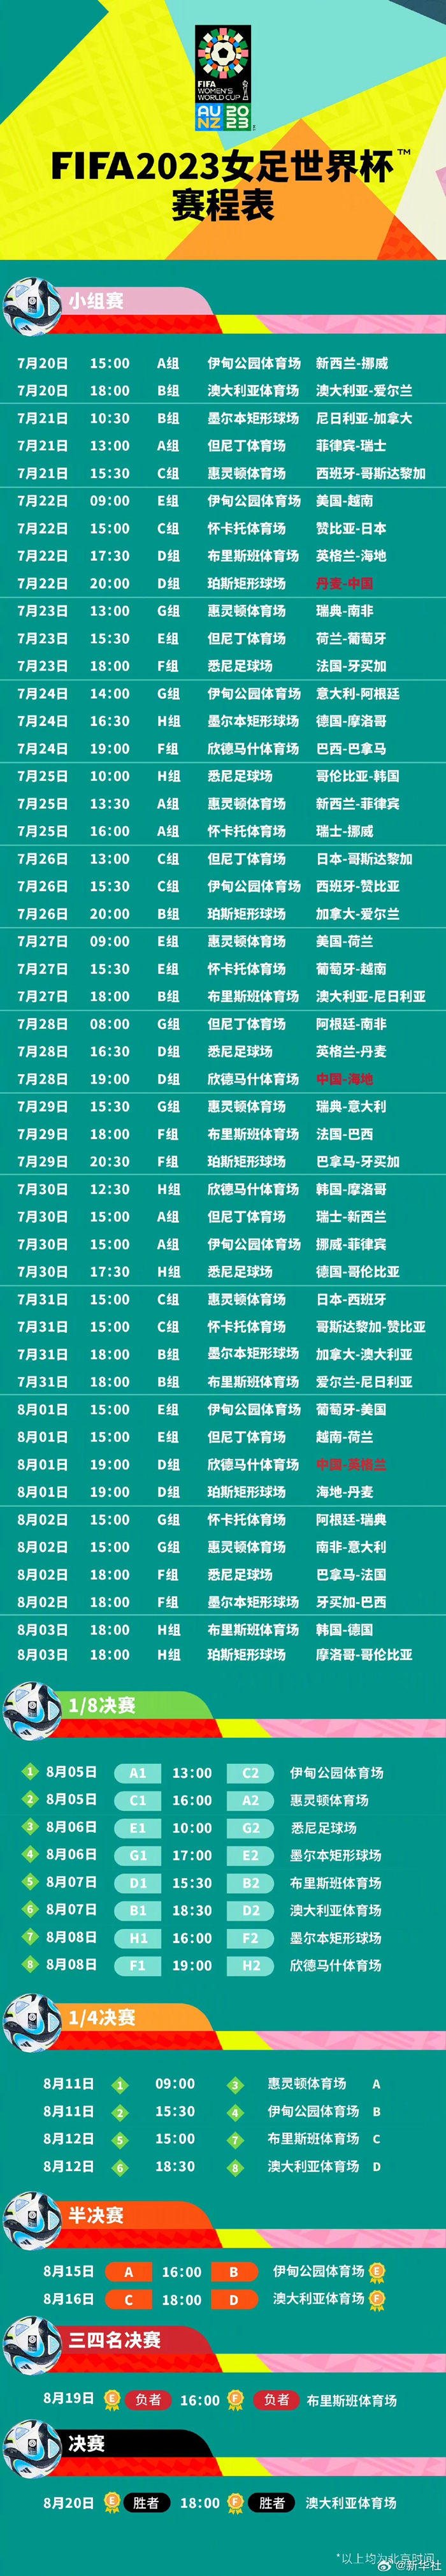 FIFA
WOMEN'S
WORLD CUP
AU 20
NZ 23
FIFA2023女足世界杯™
赛程表
小组赛
7月20日 15:00 A组 伊甸公园体育场 新西兰-挪威
7月20日 18:00 B组 澳大利亚体育场 澳大利亚-爱尔兰
7月21日 10:30 B组 墨尔本矩形球场 尼日利亚-加拿大
7月21日 13:00 A组 但尼丁体育场 菲律宾-瑞士
7月21日 15:30 C组 惠灵顿体育场 西班牙-哥斯达黎加
7月22日 09:00 E组 伊甸公园体育场 美国-越南
7月22日 15:00 C组 怀卡托体育场 赞比亚-日本
7月22日 17:30 D组 布里斯班体育场 英格兰-海地
7月22日 20:00 D组 珀斯矩形球场 丹麦-中国
7月23日 13:00 G组 惠灵顿体育场 瑞典-南非
7月23日 15:30 E组 但尼丁体育场 荷兰-葡萄牙
7月23日 18:00 F组 悉尼足球场 法国-牙买加
7月24日 14:00 G组 伊甸公园体育场 意大利-阿根廷
7月24日 16:30 H组 墨尔本矩形球场 德国-摩洛哥
7月24日 19:00 F组 欣德马什体育场 巴西-巴拿马
7月25日 10:00 H组 悉尼足球场 哥伦比亚-韩国
7月25日 13:30 A组 惠灵顿体育场 新西兰-菲律宾
7月25日 16:00 A组 怀卡托体育场 瑞士-挪威
7月26日 13:00 C组 但尼丁体育场 日本-哥斯达黎加
7月26日 15:30 C组 伊甸公园体育场 西班牙-赞比亚
7月26日 20:00 B组 珀斯矩形球场 加拿大-爱尔兰
7月27日 09:00 E组 惠灵顿体育场 美国-荷兰
7月27日 15:30 E组 怀卡托体育场 葡萄牙-越南
7月27日 18:00 B组 布里斯班体育场 澳大利亚-尼日利亚
7月28日 08:00 G组 但尼丁体育场 阿根廷-南非
7月28日 16:30 D组 悉尼足球场 英格兰-丹麦
7月28日 19:00 D组 欣德马什体育场 中国-海地
7月29日 15:30 G组 惠灵顿体育场 瑞典-意大利
7月29日 18:00 F组 布里斯班体育场 法国-巴西
7月29日 20:30 F组 珀斯矩形球场 巴拿马-牙买加
7月30日 12:30 H组 欣德马什体育场 韩国-摩洛哥
7月30日 15:00 A组 但尼丁体育场 瑞士-新西兰
7月30日 15:00 A组 伊甸公园体育场 挪威-菲律宾
7月30日 17:30 H组 悉尼足球场 德国-哥伦比亚
7月31日 15:00 C组 惠灵顿体育场 日本-西班牙
7月31日 15:00 C组 怀卡托体育场 哥斯达黎加-赞比亚
7月31日 18:00 B组 墨尔本矩形球场 加拿大-澳大利亚
7月31日 18:00 B组 布里斯班体育场 爱尔兰-尼日利亚
8月01日 15:00 E组 伊甸公园体育场 葡萄牙-美国
8月01日 15:00 E组 但尼丁体育场 越南-荷兰
8月01日 19:00 D组 欣德马什体育场 中国-英格兰
8月01日 19:00 D组 珀斯矩形球场 海地-丹麦
8月02日 15:00 G组 怀卡托体育场 阿根廷-瑞典
8月02日 15:00 G组 惠灵顿体育场 南非-意大利
8月02日 18:00 F组 悉尼足球场 巴拿马-法国
8月02日 18:00 F组 墨尔本矩形球场 牙买加-巴西
8月03日 18:00 H组 布里斯班体育场 韩国-德国
8月03日 18:00 H组 珀斯矩形球场 摩洛哥-哥伦比亚
1/8决赛
1 8月05日 A1 13:00 C2 伊甸公园体育场
2 8月05日 C1 16:00 A2 惠灵顿体育场
3 8月06日 E1 10:00 G2 悉尼足球场
4 8月06日 G1 17:00 E2 墨尔本矩形球场
5 8月07日 D1 15:30 B2 布里斯班体育场
6 8月07日 B1 18:30 D2 澳大利亚体育场
7 8月08日 H1 16:00 F2 墨尔本矩形球场
8 8月08日 F1 19:00 H2 欣德马什体育场
1/4决赛
8月11日 1 09:00 3 惠灵顿体育场 A
8月11日 2 15:30 4 伊甸公园体育场 B
8月12日 5 15:00 7 布里斯班体育场 C
8月12日 6 18:30 8 澳大利亚体育场 D
半决赛
8月15日 A 16:00 B 伊甸公园体育场 E
8月16日 C 18:00 D 澳大利亚体育场 F
三四名决赛
8月19日 E 负者 16:00 F 负者 布里斯班体育场
决赛
8月20日 E 胜者 18:00 F 胜者 澳大利亚体育场
*以上均为北京时间
@新华社